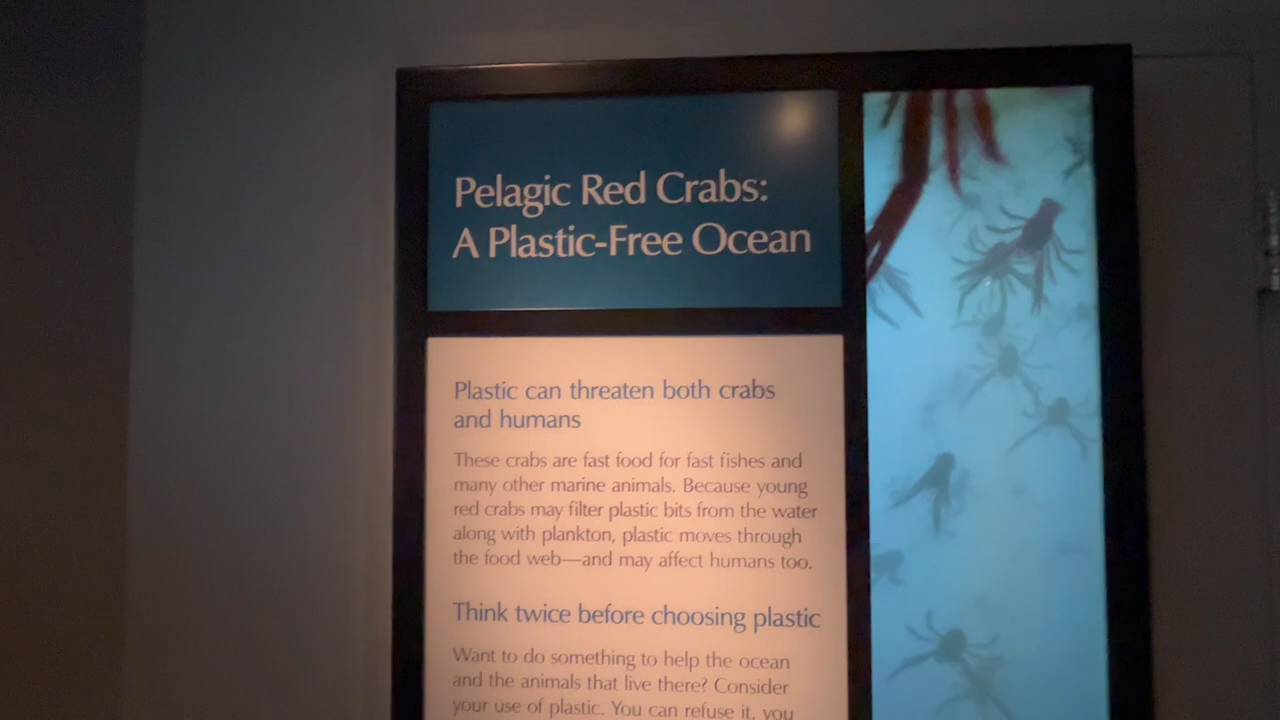 Pelagic Red Crabs:
A Plastic-Free Ocean
Plastic can threaten both crabs
and humans
These crabs are fast food for fast fishes and
many other marine animals. Because young
red crabs may filter plastic bits from the water
along with plankton, plastic moves through
the food web—and may affect humans too.
Think twice before choosing plastic
Want to do something to help the ocean
and the animals that live there? Consider
your use of plastic. You can refuse it, you